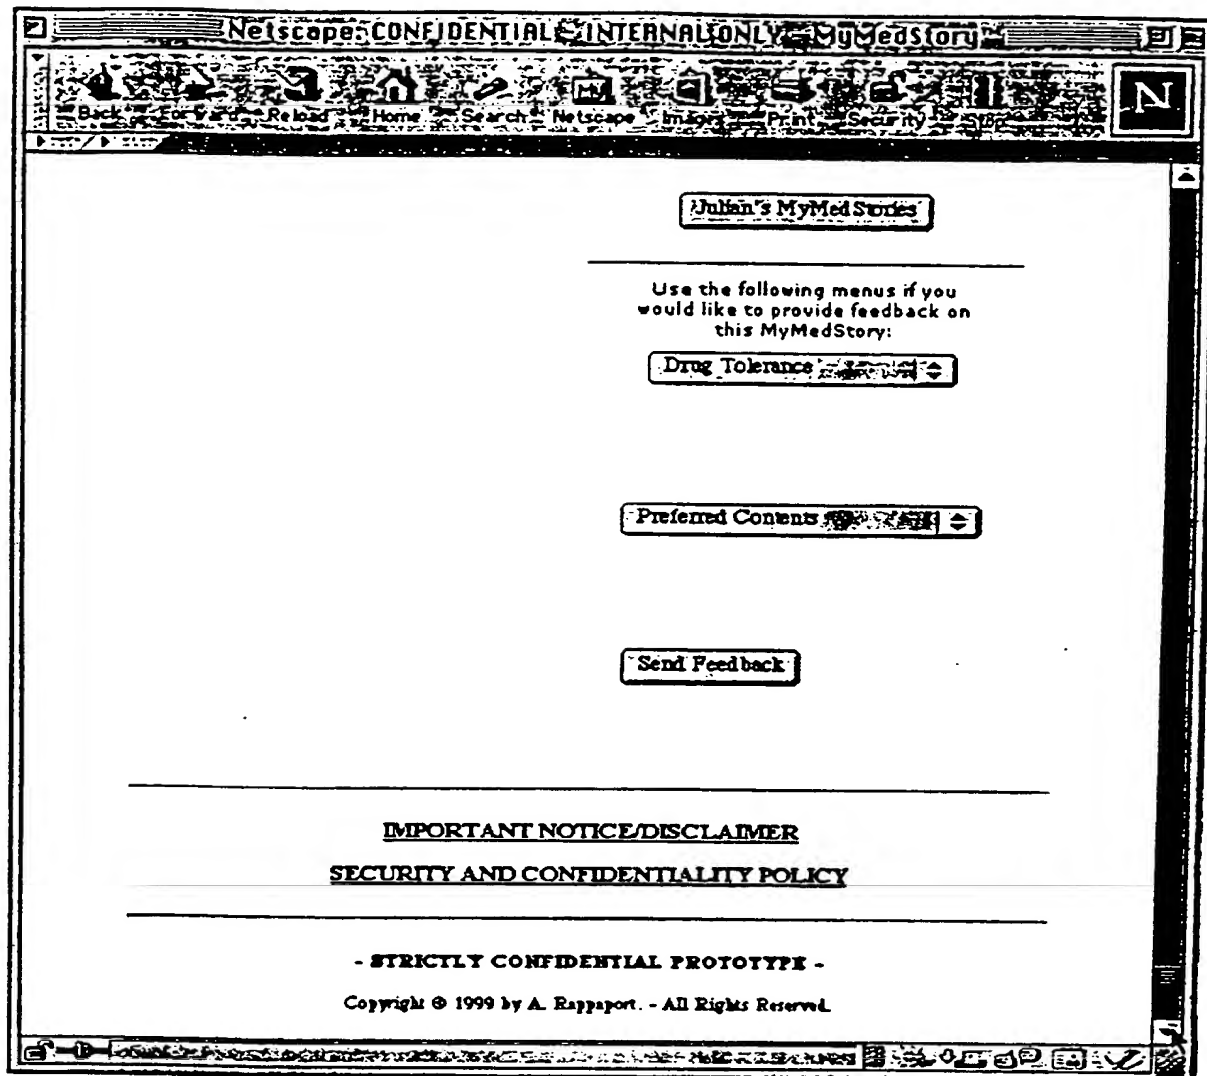 Netscape: CONFIDENTIAL - INTERNAL ONLY - MyMedStory
Back Forward Reload Home Search Netscape Images Print Security Stop
N
Julian's MyMedStories
Use the following menus if you
would like to provide feedback on
this MyMedStory:
Drug Tolerance
Preferred Contents
Send Feedback
IMPORTANT NOTICE/DISCLAIMER
SECURITY AND CONFIDENTIALITY POLICY
- STRICTLY CONFIDENTIAL PROTOTYPE -
Copyright © 1999 by A. Rappaport. - All Rights Reserved.